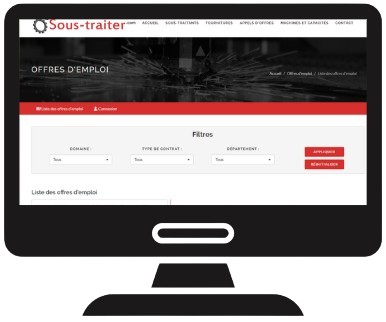 Sous-traiter.com ACCUEIL SOUS-TRAITANTS FOURNITURES APPELS D'OFFRES MACHINES ET CAPACITES CONTACT
OFFRES D'EMPLOI
Accueil / Offres d'emploi / Liste des offres d'emploi
Liste des offres d'emploi Connexion
Filtres
DOMAINE : TYPE DE CONTRAT : DÉPARTEMENT :
Tous Tous Tous
APPLIQUER
RÉINITIALISER
Liste des offres d'emploi